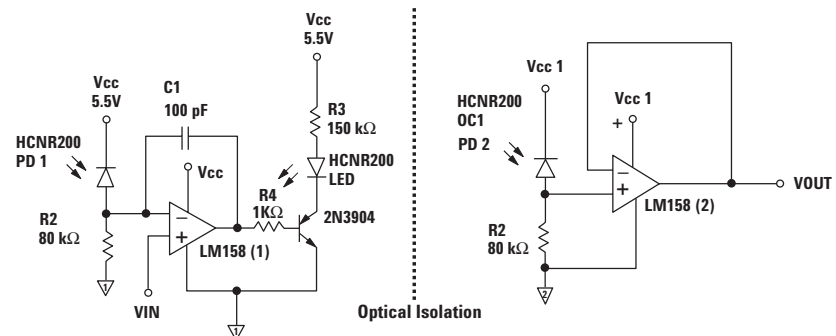 Vcc
5.5V
Vcc
5.5V
C1
100 pF
HCNR200
PD 1
R3
150 kΩ
HCNR200
LED
Vcc
R4
1KΩ
2N3904
R2
80 kΩ
–
+
LM158 (1)
VIN
1
1
Optical Isolation
Vcc 1
HCNR200
OC1
PD 2
Vcc 1
+
–
+
LM158 (2)
VOUT
R2
80 kΩ
2